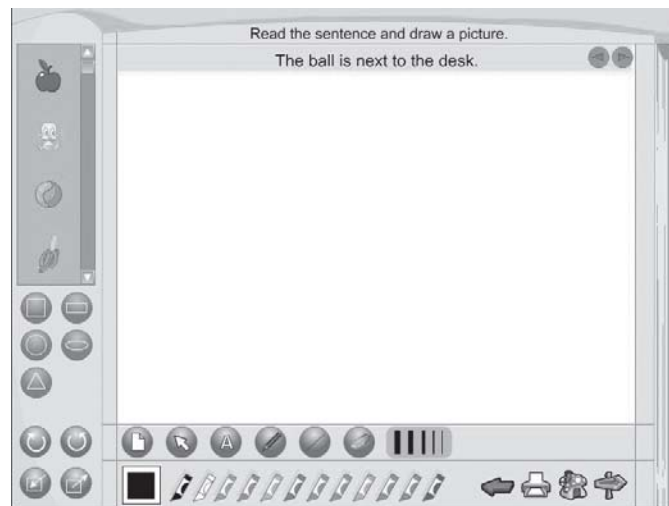 Read the sentence and draw a picture.
The ball is next to the desk.
A